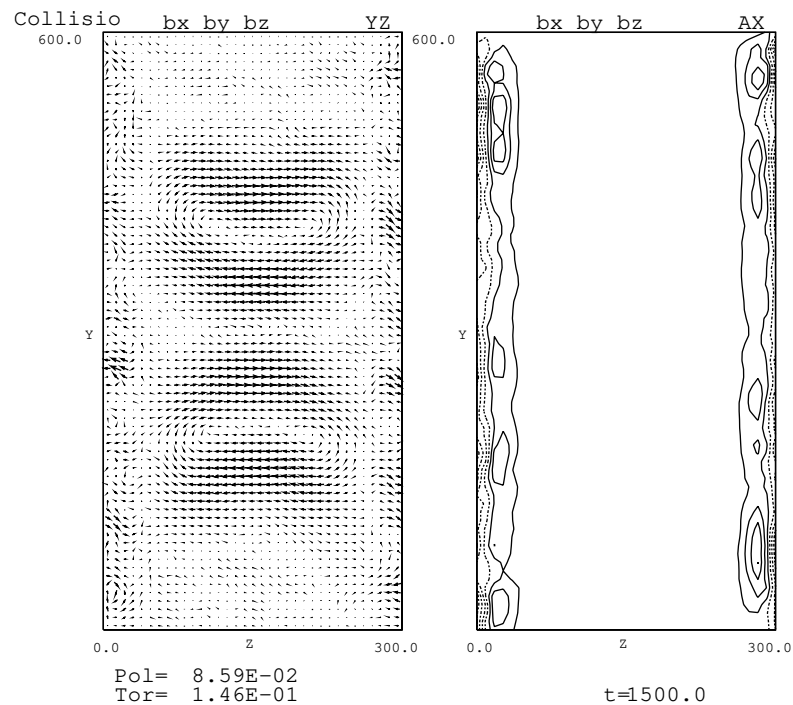 Collisio bx by bz YZ bx by bz AX
600.0 600.0
Y Y
0.0 Z 300.0 0.0 Z 300.0
Pol= 8.59E-02
Tor= 1.46E-01 t=1500.0